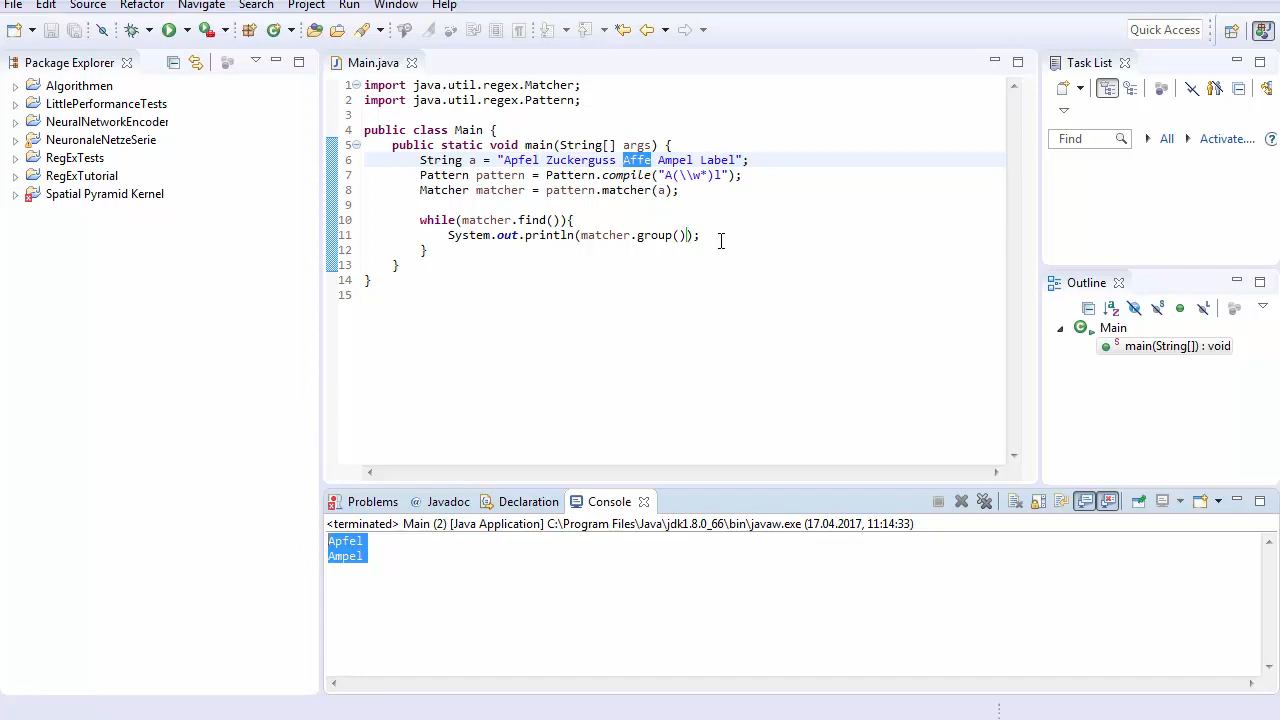 File Edit Source Refactor Navigate Search Project Run Window Help
Quick Access
Package Explorer
Algorithmen
LittlePerformanceTests
NeuralNetworkEncoder
NeuronaleNetzeSerie
RegExTests
RegExTutorial
Spatial Pyramid Kernel
Main.java
1 import java.util.regex.Matcher;
2 import java.util.regex.Pattern;
3
4 public class Main {
5 public static void main(String[] args) {
6 String a = "Apfel Zuckerguss Affe Ampel Label";
7 Pattern pattern = Pattern.compile("A(\\w*)l");
8 Matcher matcher = pattern.matcher(a);
9
10 while(matcher.find()){
11 System.out.println(matcher.group());
12 }
13 }
14 }
15
Task List
Find All Activate...
Outline
Main
main(String[]) : void
Problems Javadoc Declaration Console
<terminated> Main (2) [Java Application] C:\Program Files\Java\jdk1.8.0_66\bin\javaw.exe (17.04.2017, 11:14:33)
Apfel
Ampel